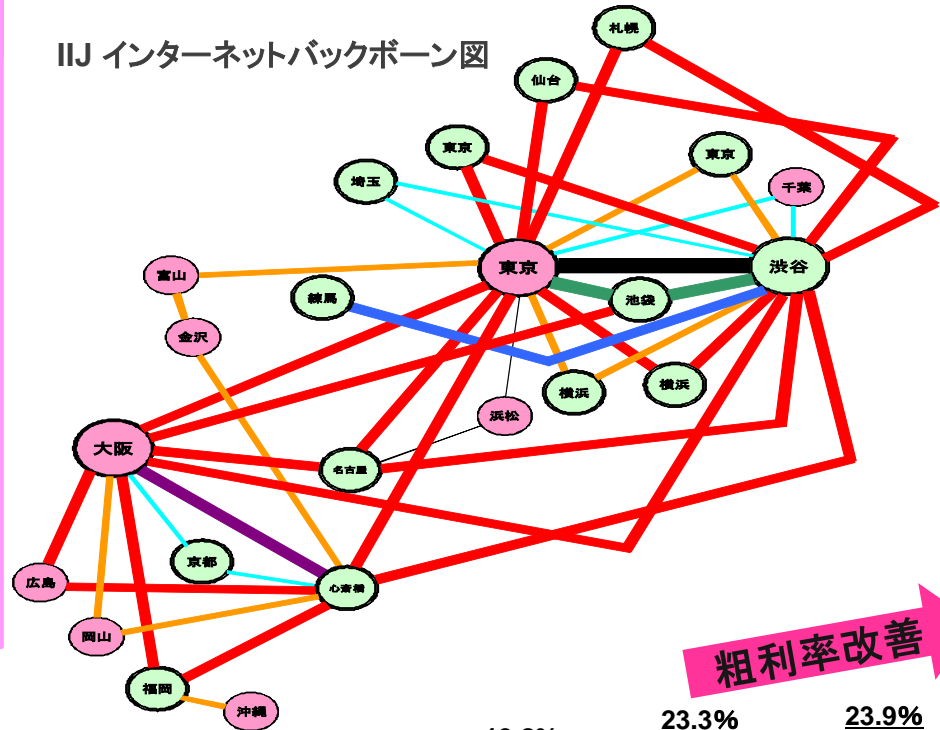 IIJ インターネットバックボーン図
札幌
仙台
東京
東京
埼玉
千葉
東京
渋谷
富山
練馬
池袋
金沢
横浜
横浜
浜松
大阪
名古屋
京都
広島
心斎橋
岡山
福岡
沖縄
粗利率改善
23.3%
23.9%